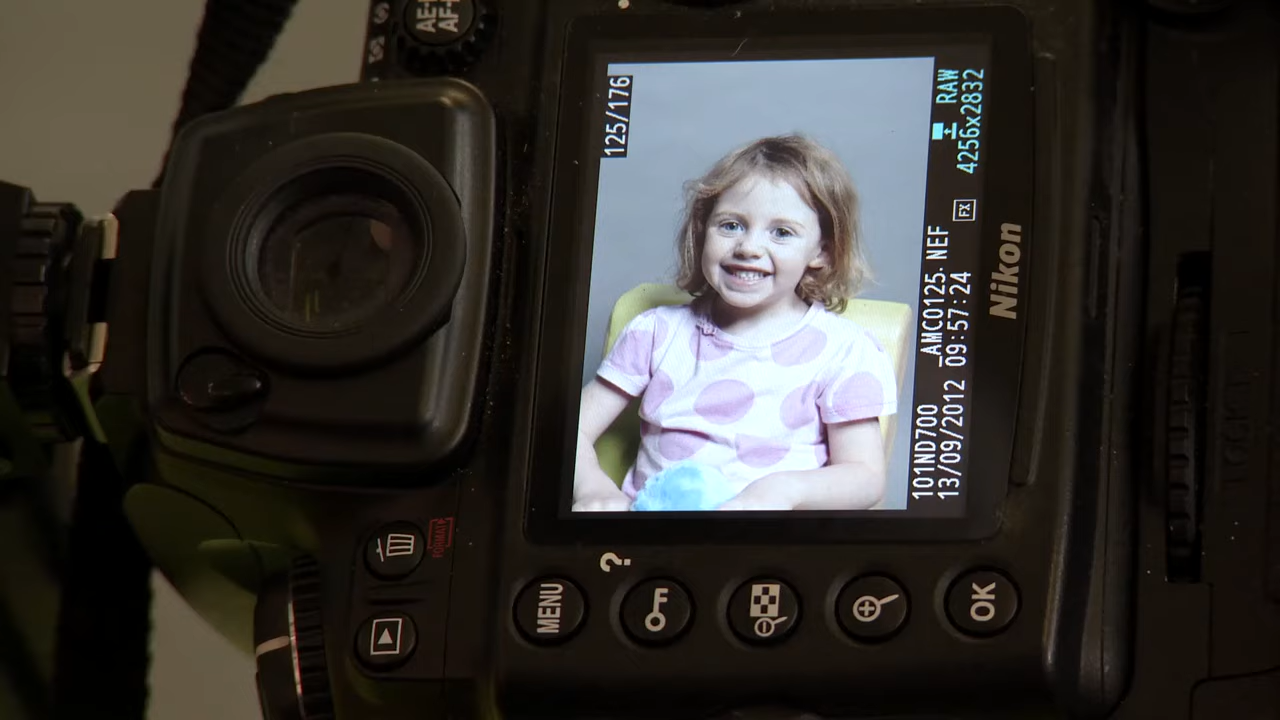 AE-L
AF-L
125/176
RAW
4256x2832
FX
101ND700 _AMC0125.NEF
13/09/2012 09:57:24
Nikon
FORMAT
?
MENU
OK